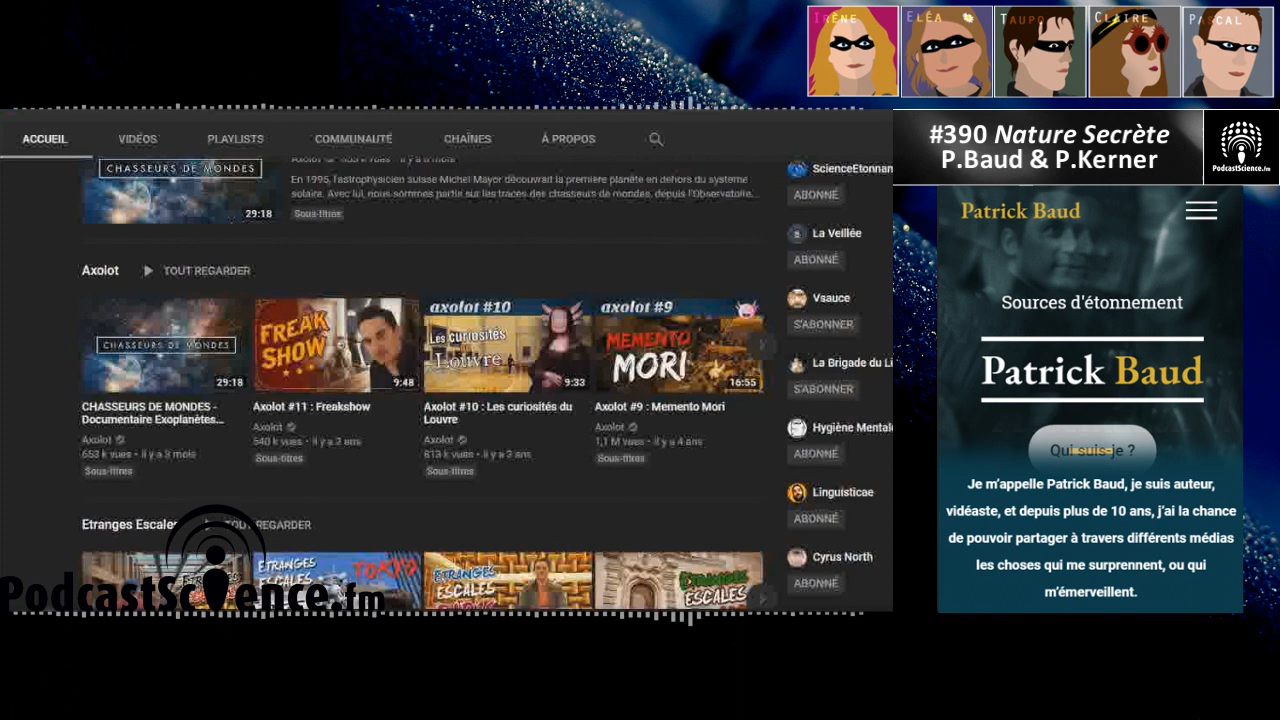 IRÈNE
ELÉA
TAUPO
CLAIRE
PASCAL
ACCUEIL
VIDÉOS
PLAYLISTS
COMMUNAUTÉ
CHAÎNES
À PROPOS
#390 Nature Secrète
P.Baud & P.Kerner
PodcastScience.fm
CHASSEURS DE MONDES
29:18
En 1995, l'astrophysicien suisse Michel Mayor découvrait la première planète en dehors du système
solaire. Avec lui, nous sommes partis sur les traces des chasseurs de mondes, depuis l'Observatoire...
Sous-titres
ScienceEtonnan
ABONNÉ
La Veillée
ABONNÉ
Vsauce
S'ABONNER
La Brigade du Li
S'ABONNER
Hygiène Mentale
ABONNÉ
Linguisticae
ABONNÉ
Cyrus North
ABONNÉ
Axolot
TOUT REGARDER
CHASSEURS DE MONDES
29:18
FREAK
SHOW
9:48
axolot #10
Les curiosités
Louvre
9:33
axolot #9
MEMENTO
MORI
16:55
CHASSEURS DE MONDES -
Documentaire Exoplanètes...
Axolot
653 k vues • il y a 3 mois
Sous-titres
Axolot #11 : Freakshow
Axolot
540 k vues • il y a 2 ans
Sous-titres
Axolot #10 : Les curiosités du
Louvre
Axolot
813 k vues • il y a 3 ans
Sous-titres
Axolot #9 : Memento Mori
Axolot
1,1 M vues • il y a 4 ans
Sous-titres
Etranges Escales
TOUT REGARDER
ETRANGES
ESCALES
TOKYO
ETRANGES
ESCALES
ETRANGES
ESCALES
PodcastScience.fm
Patrick Baud
Sources d'étonnement
Patrick Baud
Qui suis-je ?
Je m'appelle Patrick Baud, je suis auteur,
vidéaste, et depuis plus de 10 ans, j'ai la chance
de pouvoir partager à travers différents médias
les choses qui me surprennent, ou qui
m'émerveillent.